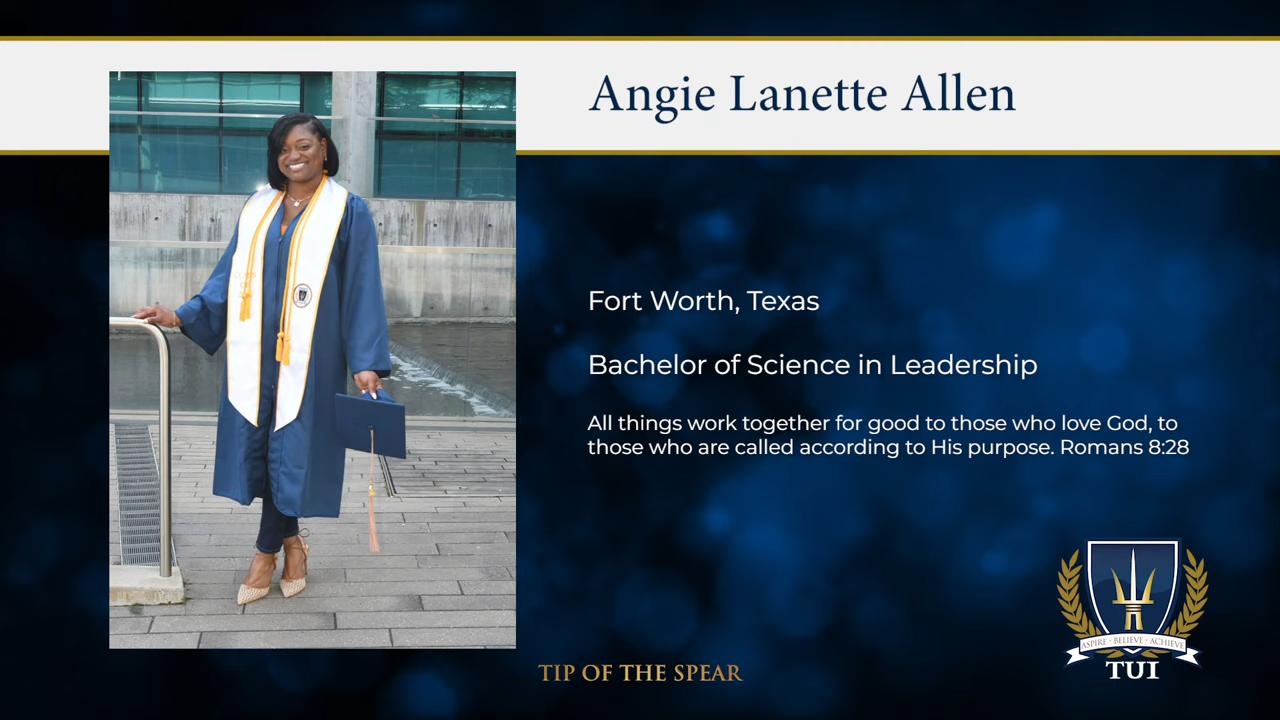 Angie Lanette Allen
Fort Worth, Texas
Bachelor of Science in Leadership
All things work together for good to those who love God, to
those who are called according to His purpose. Romans 8:28
ASPIRE · BELIEVE · ACHIEVE
TUI
TIP OF THE SPEAR